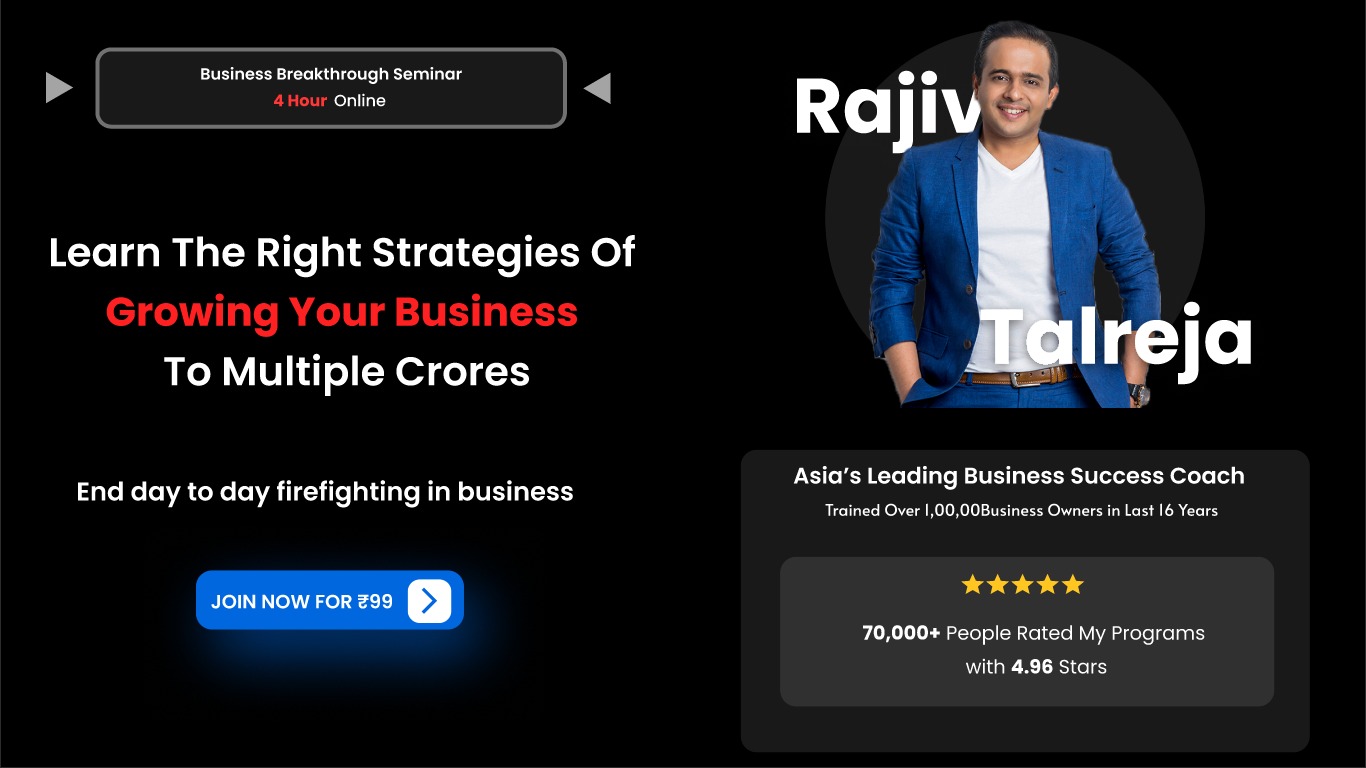 Business Breakthrough Seminar
4 Hour Online
Learn The Right Strategies Of
Growing Your Business
To Multiple Crores
End day to day firefighting in business
JOIN NOW FOR ₹99
Rajiv
Talreja
Asia's Leading Business Success Coach
Trained Over 1,00,00Business Owners in Last 16 Years
70,000+ People Rated My Programs
with 4.96 Stars